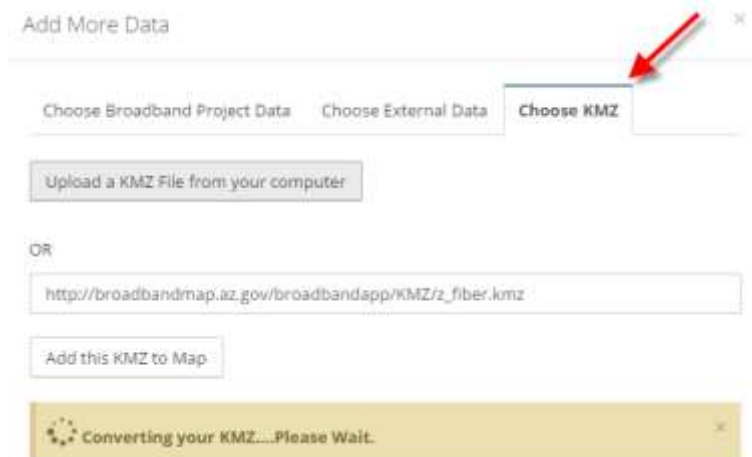 Add More Data
×
Choose Broadband Project Data Choose External Data Choose KMZ
Upload a KMZ File from your computer
OR
http://broadbandmap.az.gov/broadbandapp/KMZ/z_fiber.kmz
Add this KMZ to Map
Converting your KMZ....Please Wait.
×